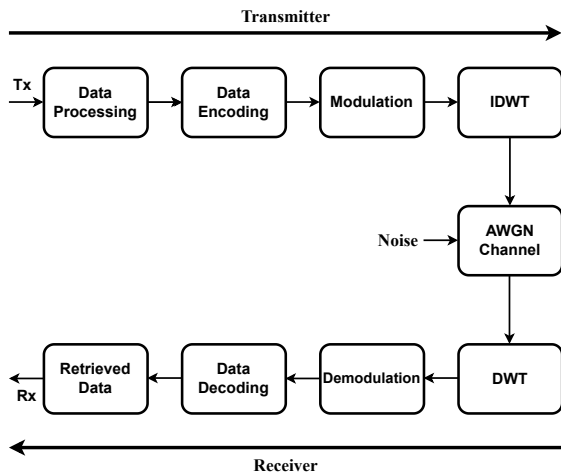 Transmitter
Tx
Data
Processing
Data
Encoding
Modulation
IDWT
Noise
AWGN
Channel
Retrieved
Data
Data
Decoding
Demodulation
DWT
Rx
Receiver